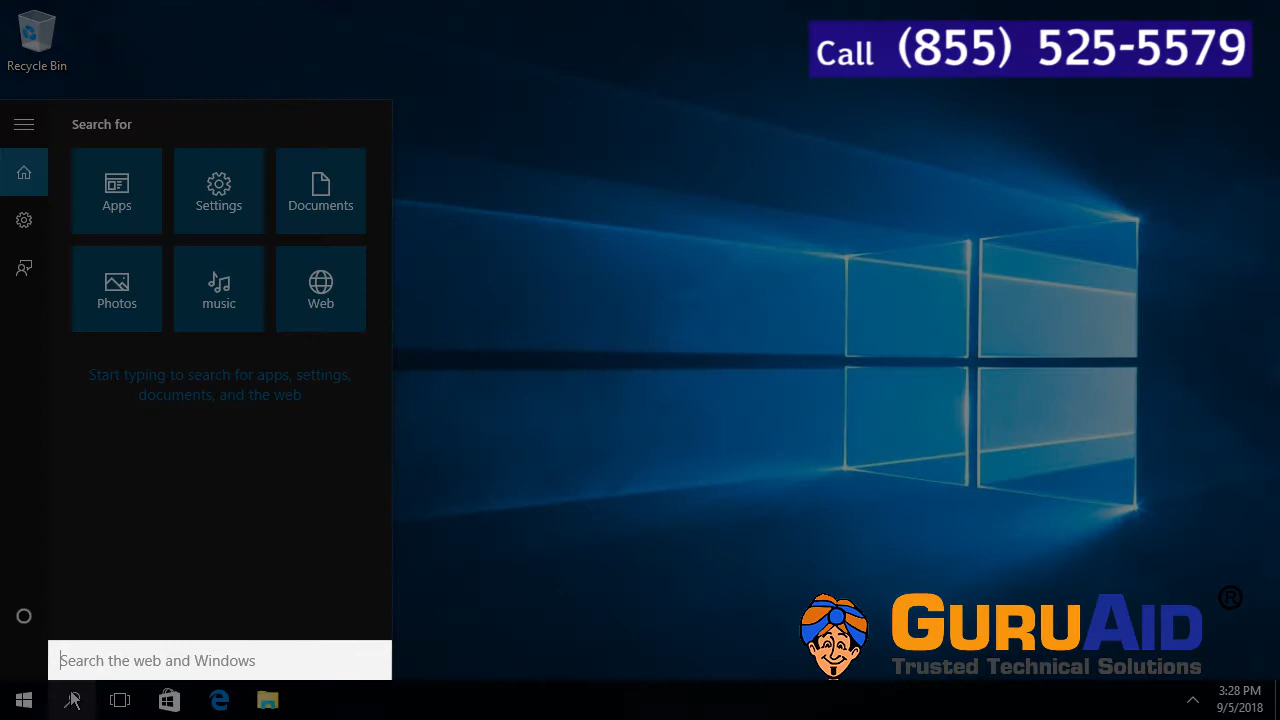 Recycle Bin
Call (855) 525-5579
Search for
Apps
Settings
Documents
Photos
music
Web
Start typing to search for apps, settings,
documents, and the web
Search the web and Windows
GURUAID ®
Trusted Technical Solutions
3:28 PM
9/5/2018